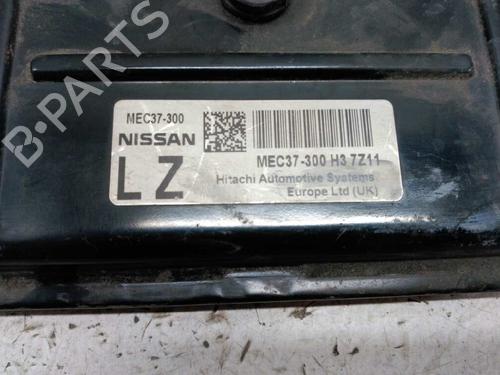 B-PARTS
MEC37-300
NISSAN
LZ
MEC37-300 H3 7Z11
Hitachi Automotive Systems
Europe Ltd (UK)